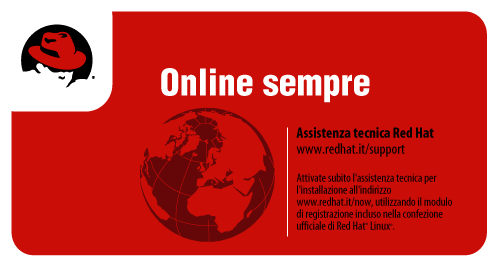 Online sempre
Assistenza tecnica Red Hat
www.redhat.it/support
Attivate subito l'assistenza tecnica per
l'installazione all'indirizzo
www.redhat.it/now, utilizzando il modulo
di registrazione incluso nella confezione
ufficiale di Red Hat® Linux®.